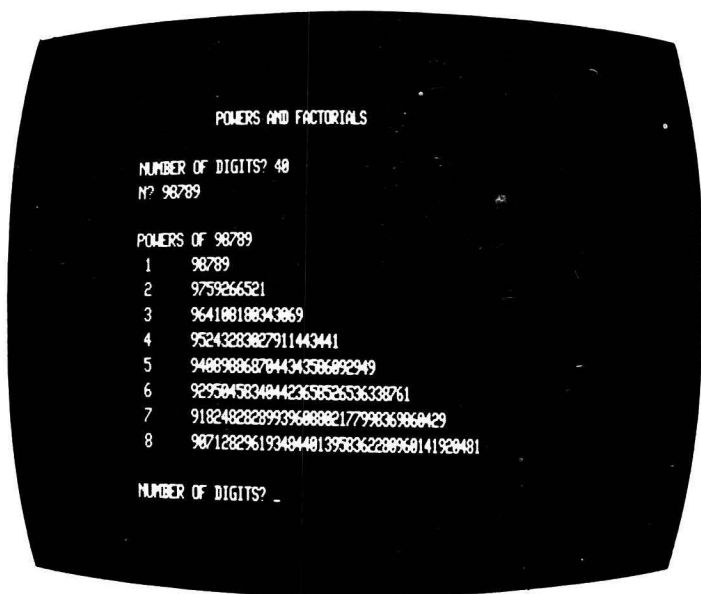 POWERS AND FACTORIALS
NUMBER OF DIGITS? 40
N? 98789
POWERS OF 98789
1 98789
2 9759266521
3 964108180343069
4 95243283027911443441
5 9408988687044343586092949
6 929504583404423658526536338761
7 91824828289939608802177998369860429
8 9071282961934844013958362280960141920481
NUMBER OF DIGITS? _